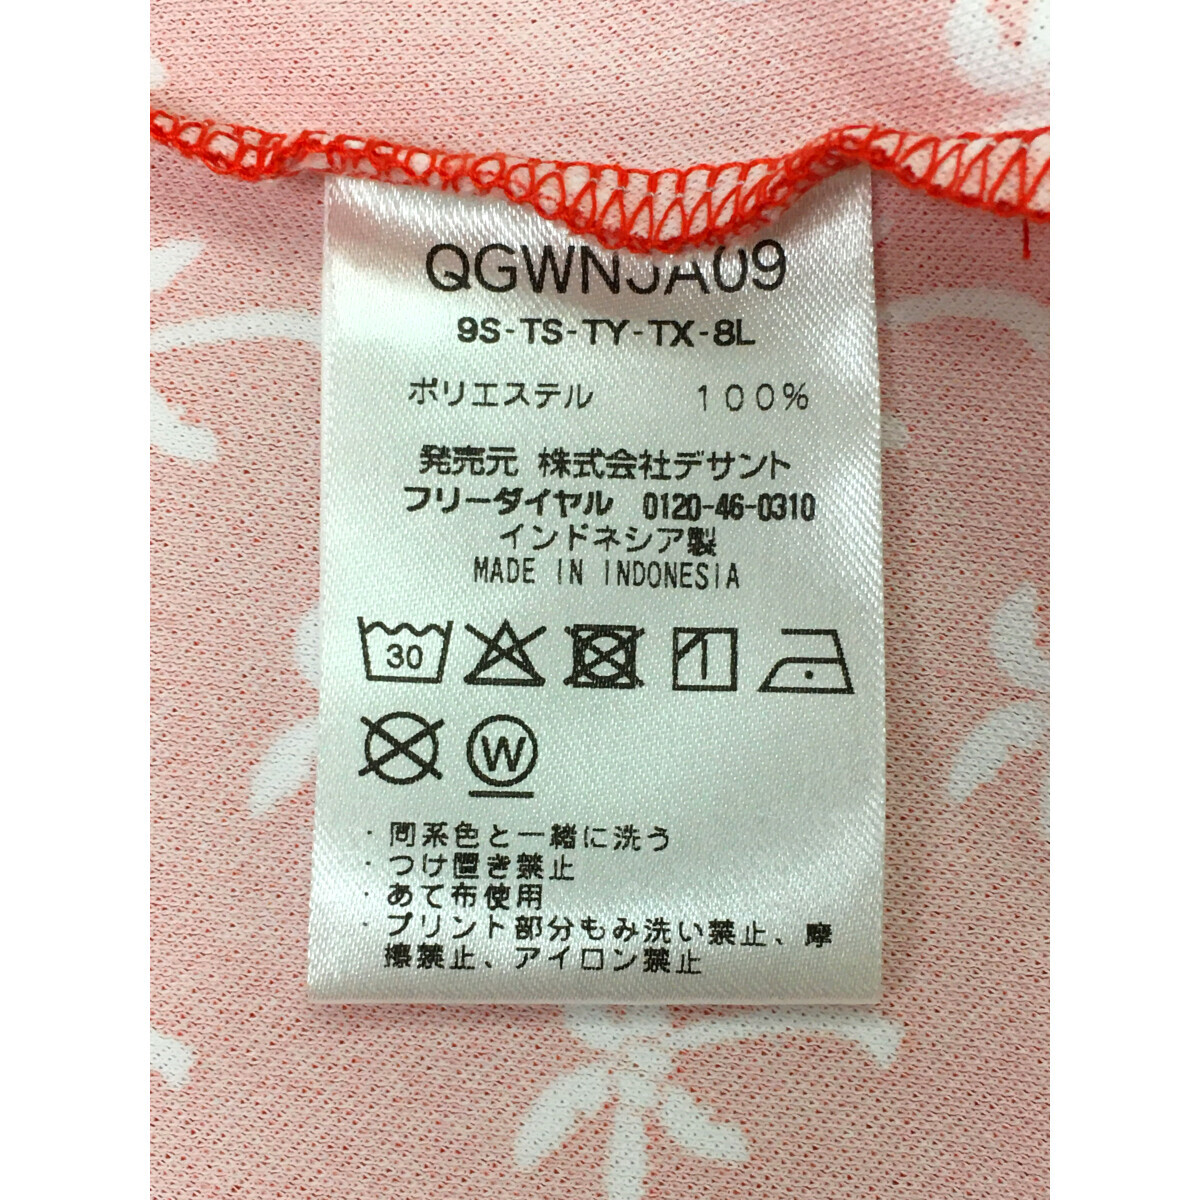 QGWNJA09
9S-TS-TY-TX-8L
ポリエステル 100%
発売元 株式会社デサント
フリーダイヤル 0120-46-0310
インドネシア製
MADE IN INDONESIA
30
W
・同系色と一緒に洗う
・つけ置き禁止
・あて布使用
・プリント部分もみ洗い禁止、摩
擦禁止、アイロン禁止